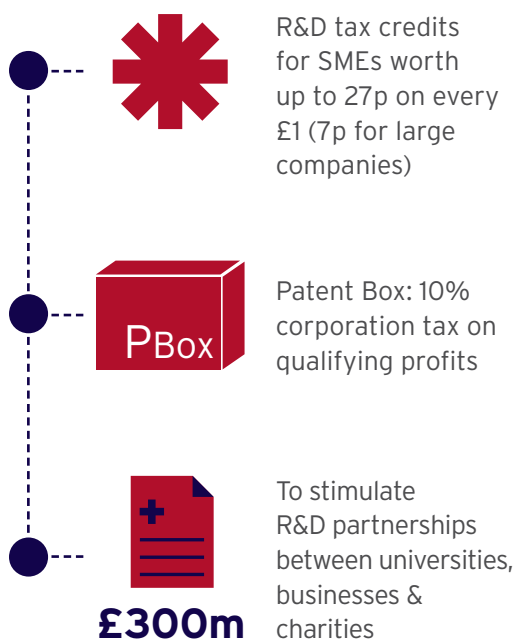 R&D tax credits
for SMEs worth
up to 27p on every
£1 (7p for large
companies)
PBox
Patent Box: 10%
corporation tax on
qualifying profits
£300m
To stimulate
R&D partnerships
between universities,
businesses &
charities